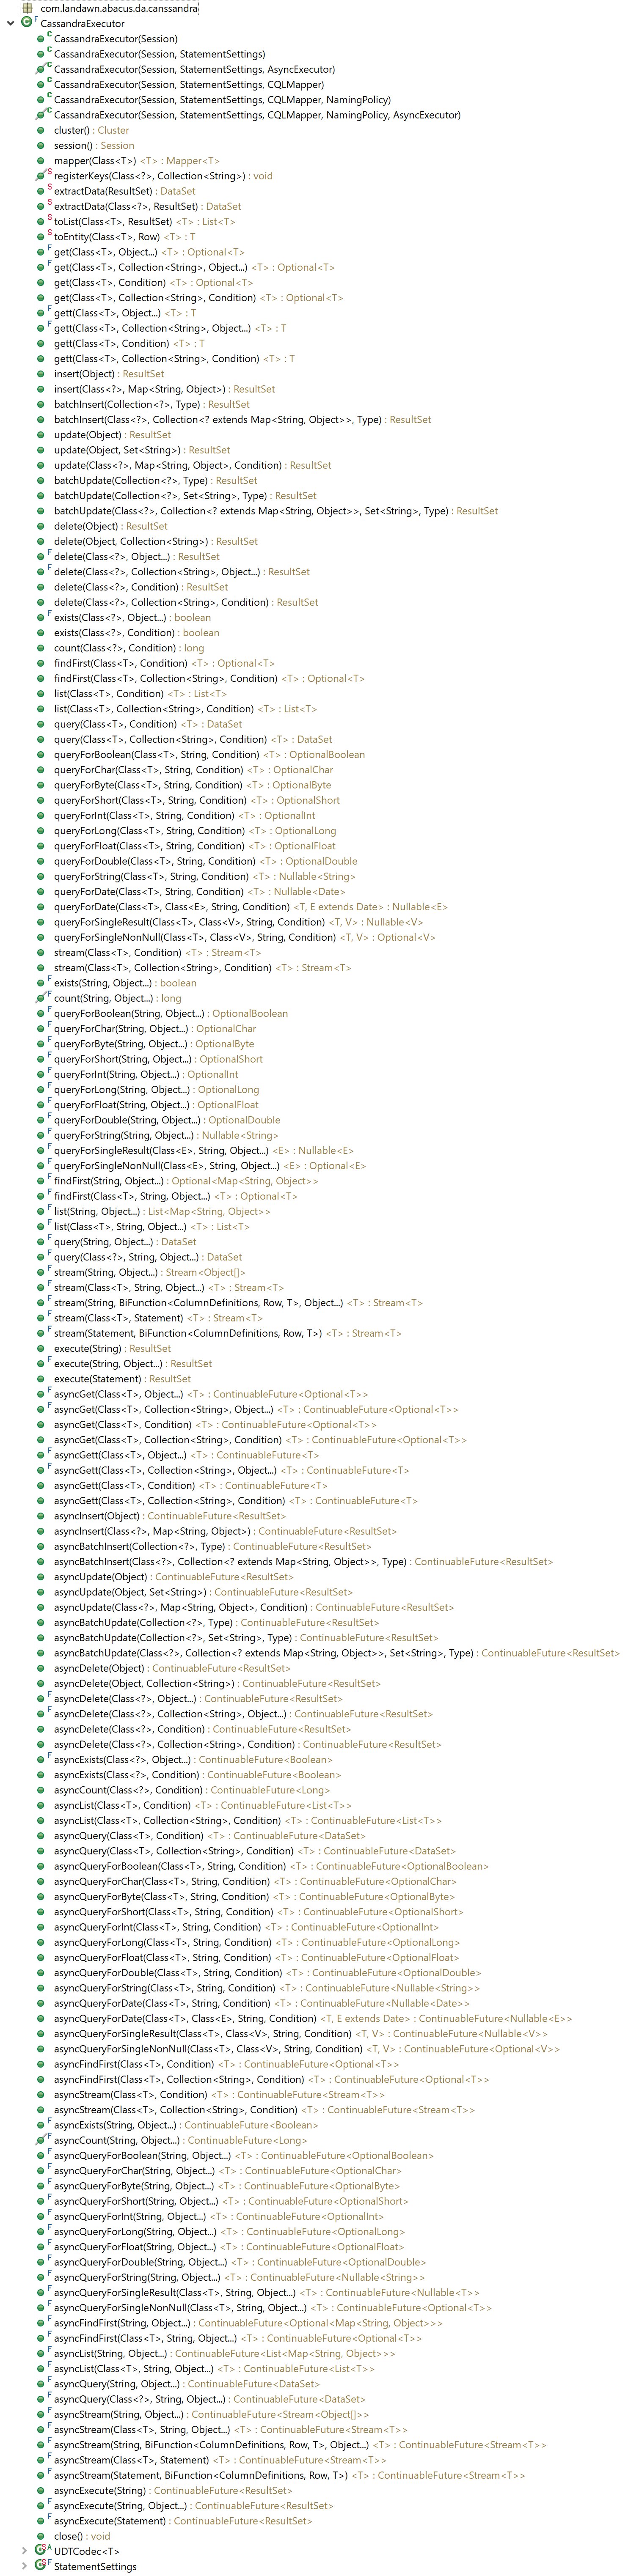 com.landawn.abacus.da.canssandra
CassandraExecutor
CassandraExecutor(Session)
CassandraExecutor(Session, StatementSettings)
CassandraExecutor(Session, StatementSettings, AsyncExecutor)
CassandraExecutor(Session, StatementSettings, CQLMapper)
CassandraExecutor(Session, StatementSettings, CQLMapper, NamingPolicy)
CassandraExecutor(Session, StatementSettings, CQLMapper, NamingPolicy, AsyncExecutor)
cluster() : Cluster
session() : Session
mapper(Class<T>) <T> : Mapper<T>
registerKeys(Class<?>, Collection<String>) : void
extractData(ResultSet) : DataSet
extractData(Class<?>, ResultSet) : DataSet
toList(Class<T>, ResultSet) <T> : List<T>
toEntity(Class<T>, Row) <T> : T
get(Class<T>, Object...) <T> : Optional<T>
get(Class<T>, Collection<String>, Object...) <T> : Optional<T>
get(Class<T>, Condition) <T> : Optional<T>
get(Class<T>, Collection<String>, Condition) <T> : Optional<T>
gett(Class<T>, Object...) <T> : T
gett(Class<T>, Collection<String>, Object...) <T> : T
gett(Class<T>, Condition) <T> : T
gett(Class<T>, Collection<String>, Condition) <T> : T
insert(Object) : ResultSet
insert(Class<?>, Map<String, Object>) : ResultSet
batchInsert(Collection<?>, Type) : ResultSet
batchInsert(Class<?>, Collection<? extends Map<String, Object>>, Type) : ResultSet
update(Object) : ResultSet
update(Object, Set<String>) : ResultSet
update(Class<?>, Map<String, Object>, Condition) : ResultSet
batchUpdate(Collection<?>, Type) : ResultSet
batchUpdate(Collection<?>, Set<String>, Type) : ResultSet
batchUpdate(Class<?>, Collection<? extends Map<String, Object>>, Set<String>, Type) : ResultSet
delete(Object) : ResultSet
delete(Object, Collection<String>) : ResultSet
delete(Class<?>, Object...) : ResultSet
delete(Class<?>, Collection<String>, Object...) : ResultSet
delete(Class<?>, Condition) : ResultSet
delete(Class<?>, Collection<String>, Condition) : ResultSet
exists(Class<?>, Object...) : boolean
exists(Class<?>, Condition) : boolean
count(Class<?>, Condition) : long
findFirst(Class<T>, Condition) <T> : Optional<T>
findFirst(Class<T>, Collection<String>, Condition) <T> : Optional<T>
list(Class<T>, Condition) <T> : List<T>
list(Class<T>, Collection<String>, Condition) <T> : List<T>
query(Class<T>, Condition) <T> : DataSet
query(Class<T>, Collection<String>, Condition) <T> : DataSet
queryForBoolean(Class<T>, String, Condition) <T> : OptionalBoolean
queryForChar(Class<T>, String, Condition) <T> : OptionalChar
queryForByte(Class<T>, String, Condition) <T> : OptionalByte
queryForShort(Class<T>, String, Condition) <T> : OptionalShort
queryForInt(Class<T>, String, Condition) <T> : OptionalInt
queryForLong(Class<T>, String, Condition) <T> : OptionalLong
queryForFloat(Class<T>, String, Condition) <T> : OptionalFloat
queryForDouble(Class<T>, String, Condition) <T> : OptionalDouble
queryForString(Class<T>, String, Condition) <T> : Nullable<String>
queryForDate(Class<T>, String, Condition) <T> : Nullable<Date>
queryForDate(Class<T>, Class<E>, String, Condition) <T, E extends Date> : Nullable<E>
queryForSingleResult(Class<T>, Class<V>, String, Condition) <T, V> : Nullable<V>
queryForSingleNonNull(Class<T>, Class<V>, String, Condition) <T, V> : Optional<V>
stream(Class<T>, Condition) <T> : Stream<T>
stream(Class<T>, Collection<String>, Condition) <T> : Stream<T>
exists(String, Object...) : boolean
count(String, Object...) : long
queryForBoolean(String, Object...) : OptionalBoolean
queryForChar(String, Object...) : OptionalChar
queryForByte(String, Object...) : OptionalByte
queryForShort(String, Object...) : OptionalShort
queryForInt(String, Object...) : OptionalInt
queryForLong(String, Object...) : OptionalLong
queryForFloat(String, Object...) : OptionalFloat
queryForDouble(String, Object...) : OptionalDouble
queryForString(String, Object...) : Nullable<String>
queryForSingleResult(Class<E>, String, Object...) <E> : Nullable<E>
queryForSingleNonNull(Class<E>, String, Object...) <E> : Optional<E>
findFirst(String, Object...) : Optional<Map<String, Object>>
findFirst(Class<T>, String, Object...) <T> : Optional<T>
list(String, Object...) : List<Map<String, Object>>
list(Class<T>, String, Object...) <T> : List<T>
query(String, Object...) : DataSet
query(Class<?>, String, Object...) : DataSet
stream(String, Object...) : Stream<Object[]>
stream(Class<T>, String, Object...) <T> : Stream<T>
stream(String, BiFunction<ColumnDefinitions, Row, T>, Object...) <T> : Stream<T>
stream(Class<T>, Statement) <T> : Stream<T>
stream(Statement, BiFunction<ColumnDefinitions, Row, T>) <T> : Stream<T>
execute(String) : ResultSet
execute(String, Object...) : ResultSet
execute(Statement) : ResultSet
asyncGet(Class<T>, Object...) <T> : ContinuableFuture<Optional<T>>
asyncGet(Class<T>, Collection<String>, Object...) <T> : ContinuableFuture<Optional<T>>
asyncGet(Class<T>, Condition) <T> : ContinuableFuture<Optional<T>>
asyncGet(Class<T>, Collection<String>, Condition) <T> : ContinuableFuture<Optional<T>>
asyncGett(Class<T>, Object...) <T> : ContinuableFuture<T>
asyncGett(Class<T>, Collection<String>, Object...) <T> : ContinuableFuture<T>
asyncGett(Class<T>, Condition) <T> : ContinuableFuture<T>
asyncGett(Class<T>, Collection<String>, Condition) <T> : ContinuableFuture<T>
asyncInsert(Object) : ContinuableFuture<ResultSet>
asyncInsert(Class<?>, Map<String, Object>) : ContinuableFuture<ResultSet>
asyncBatchInsert(Collection<?>, Type) : ContinuableFuture<ResultSet>
asyncBatchInsert(Class<?>, Collection<? extends Map<String, Object>>, Type) : ContinuableFuture<ResultSet>
asyncUpdate(Object) : ContinuableFuture<ResultSet>
asyncUpdate(Object, Set<String>) : ContinuableFuture<ResultSet>
asyncUpdate(Class<?>, Map<String, Object>, Condition) : ContinuableFuture<ResultSet>
asyncBatchUpdate(Collection<?>, Type) : ContinuableFuture<ResultSet>
asyncBatchUpdate(Collection<?>, Set<String>, Type) : ContinuableFuture<ResultSet>
asyncBatchUpdate(Class<?>, Collection<? extends Map<String, Object>>, Set<String>, Type) : ContinuableFuture<ResultSet>
asyncDelete(Object) : ContinuableFuture<ResultSet>
asyncDelete(Object, Collection<String>) : ContinuableFuture<ResultSet>
asyncDelete(Class<?>, Object...) : ContinuableFuture<ResultSet>
asyncDelete(Class<?>, Collection<String>, Object...) : ContinuableFuture<ResultSet>
asyncDelete(Class<?>, Condition) : ContinuableFuture<ResultSet>
asyncDelete(Class<?>, Collection<String>, Condition) : ContinuableFuture<ResultSet>
asyncExists(Class<?>, Object...) : ContinuableFuture<Boolean>
asyncExists(Class<?>, Condition) : ContinuableFuture<Boolean>
asyncCount(Class<?>, Condition) : ContinuableFuture<Long>
asyncList(Class<T>, Condition) <T> : ContinuableFuture<List<T>>
asyncList(Class<T>, Collection<String>, Condition) <T> : ContinuableFuture<List<T>>
asyncQuery(Class<T>, Condition) <T> : ContinuableFuture<DataSet>
asyncQuery(Class<T>, Collection<String>, Condition) <T> : ContinuableFuture<DataSet>
asyncQueryForBoolean(Class<T>, String, Condition) <T> : ContinuableFuture<OptionalBoolean>
asyncQueryForChar(Class<T>, String, Condition) <T> : ContinuableFuture<OptionalChar>
asyncQueryForByte(Class<T>, String, Condition) <T> : ContinuableFuture<OptionalByte>
asyncQueryForShort(Class<T>, String, Condition) <T> : ContinuableFuture<OptionalShort>
asyncQueryForInt(Class<T>, String, Condition) <T> : ContinuableFuture<OptionalInt>
asyncQueryForLong(Class<T>, String, Condition) <T> : ContinuableFuture<OptionalLong>
asyncQueryForFloat(Class<T>, String, Condition) <T> : ContinuableFuture<OptionalFloat>
asyncQueryForDouble(Class<T>, String, Condition) <T> : ContinuableFuture<OptionalDouble>
asyncQueryForString(Class<T>, String, Condition) <T> : ContinuableFuture<Nullable<String>>
asyncQueryForDate(Class<T>, String, Condition) <T> : ContinuableFuture<Nullable<Date>>
asyncQueryForDate(Class<T>, Class<E>, String, Condition) <T, E extends Date> : ContinuableFuture<Nullable<E>>
asyncQueryForSingleResult(Class<T>, Class<V>, String, Condition) <T, V> : ContinuableFuture<Nullable<V>>
asyncQueryForSingleNonNull(Class<T>, Class<V>, String, Condition) <T, V> : ContinuableFuture<Optional<V>>
asyncFindFirst(Class<T>, Condition) <T> : ContinuableFuture<Optional<T>>
asyncFindFirst(Class<T>, Collection<String>, Condition) <T> : ContinuableFuture<Optional<T>>
asyncStream(Class<T>, Condition) <T> : ContinuableFuture<Stream<T>>
asyncStream(Class<T>, Collection<String>, Condition) <T> : ContinuableFuture<Stream<T>>
asyncExists(String, Object...) : ContinuableFuture<Boolean>
asyncCount(String, Object...) : ContinuableFuture<Long>
asyncQueryForBoolean(String, Object...) <T> : ContinuableFuture<OptionalBoolean>
asyncQueryForChar(String, Object...) <T> : ContinuableFuture<OptionalChar>
asyncQueryForByte(String, Object...) <T> : ContinuableFuture<OptionalByte>
asyncQueryForShort(String, Object...) <T> : ContinuableFuture<OptionalShort>
asyncQueryForInt(String, Object...) <T> : ContinuableFuture<OptionalInt>
asyncQueryForLong(String, Object...) <T> : ContinuableFuture<OptionalLong>
asyncQueryForFloat(String, Object...) <T> : ContinuableFuture<OptionalFloat>
asyncQueryForDouble(String, Object...) <T> : ContinuableFuture<OptionalDouble>
asyncQueryForString(String, Object...) <T> : ContinuableFuture<Nullable<String>>
asyncQueryForSingleResult(Class<T>, String, Object...) <T> : ContinuableFuture<Nullable<T>>
asyncQueryForSingleNonNull(Class<T>, String, Object...) <T> : ContinuableFuture<Optional<T>>
asyncFindFirst(String, Object...) : ContinuableFuture<Optional<Map<String, Object>>>
asyncFindFirst(Class<T>, String, Object...) <T> : ContinuableFuture<Optional<T>>
asyncList(String, Object...) : ContinuableFuture<List<Map<String, Object>>>
asyncList(Class<T>, String, Object...) <T> : ContinuableFuture<List<T>>
asyncQuery(String, Object...) : ContinuableFuture<DataSet>
asyncQuery(Class<?>, String, Object...) : ContinuableFuture<DataSet>
asyncStream(String, Object...) : ContinuableFuture<Stream<Object[]>>
asyncStream(Class<T>, String, Object...) <T> : ContinuableFuture<Stream<T>>
asyncStream(String, BiFunction<ColumnDefinitions, Row, T>, Object...) <T> : ContinuableFuture<Stream<T>>
asyncStream(Class<T>, Statement) <T> : ContinuableFuture<Stream<T>>
asyncStream(Statement, BiFunction<ColumnDefinitions, Row, T>) <T> : ContinuableFuture<Stream<T>>
asyncExecute(String) : ContinuableFuture<ResultSet>
asyncExecute(String, Object...) : ContinuableFuture<ResultSet>
asyncExecute(Statement) : ContinuableFuture<ResultSet>
close() : void
UDTCodec<T>
StatementSettings